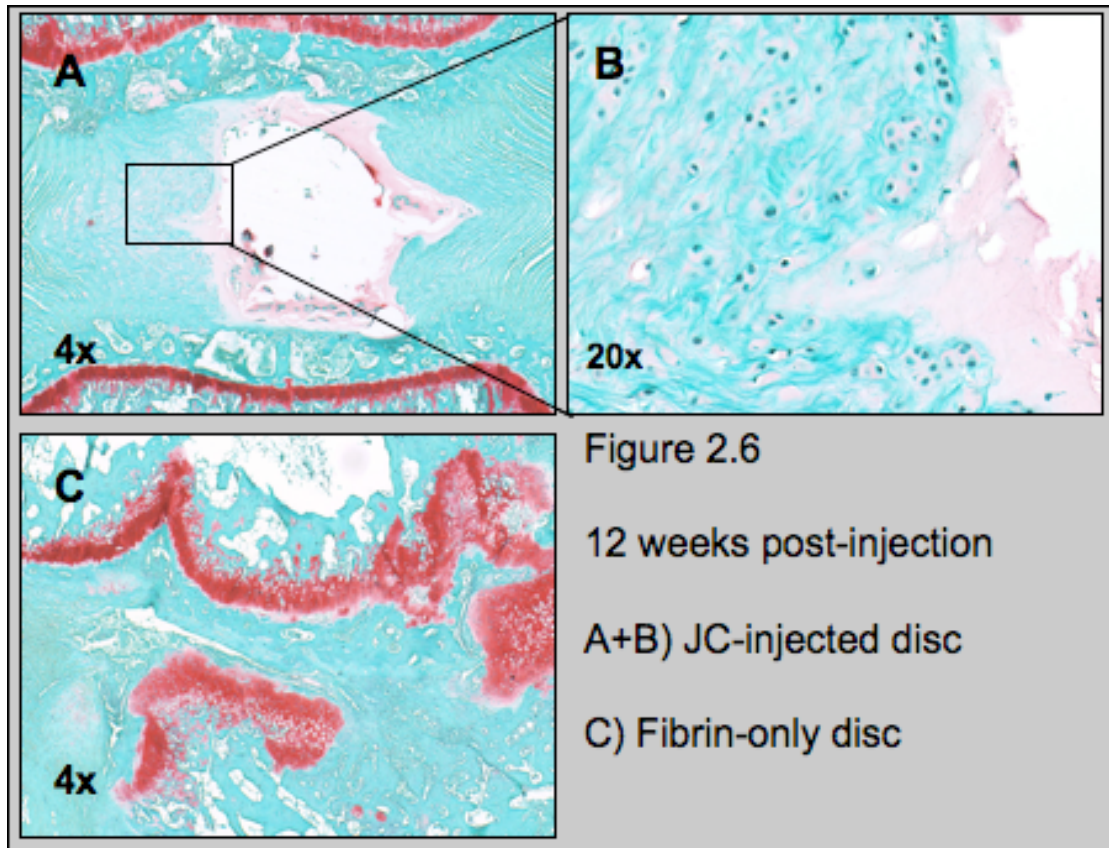 A
4x
B
20x
C
4x
Figure 2.6
12 weeks post-injection
A+B) JC-injected disc
C) Fibrin-only disc